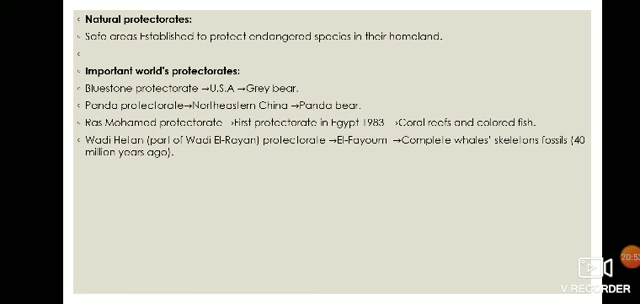 Natural protectorates:
Safe areas Established to protect endangered species in their homeland.
Important world's protectorates:
Bluestone protectorate →U.S.A →Grey bear.
Panda protectorate→Northeastern China →Panda bear.
Ras Mohamed protectorate →First protectorate in Egypt 1983 →Coral reefs and colored fish.
Wadi Hetan (part of Wadi El-Rayan) protectorate →El-Fayoum →Complete whales' skeletons fossils (40
million years ago).
20:53
V RECORDER